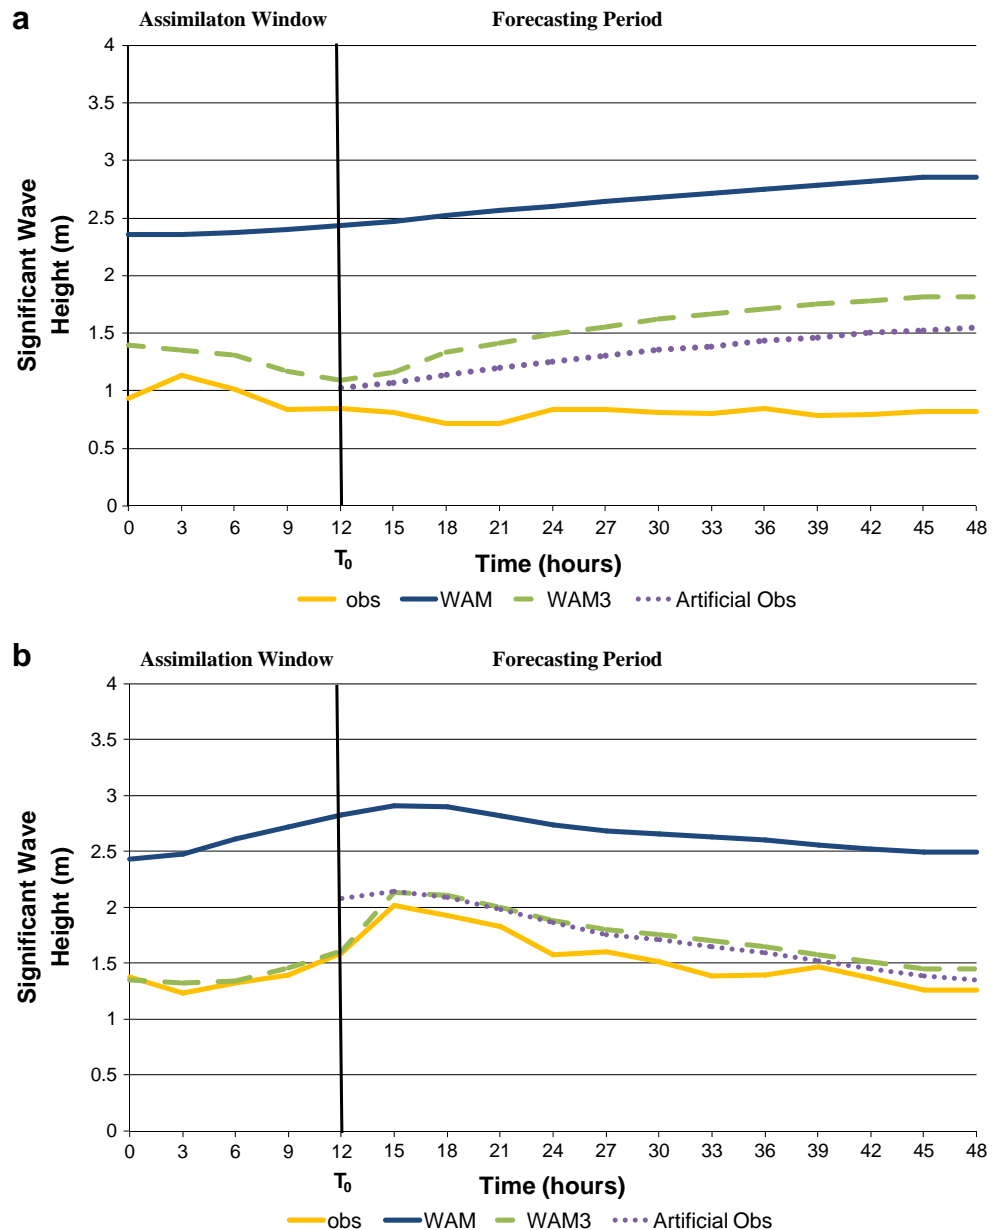 a
Assimilaton Window Forecasting Period
4
3.5
3
2.5
2
1.5
1
0.5
0
Significant Wave
Height (m)
0 3 6 9 12 15 18 21 24 27 30 33 36 39 42 45 48
T0
Time (hours)
obs WAM WAM3 Artificial Obs
b
Assimilation Window Forecasting Period
4
3.5
3
2.5
2
1.5
1
0.5
0
Significant Wave
Height (m)
0 3 6 9 12 15 18 21 24 27 30 33 36 39 42 45 48
T0
Time (hours)
obs WAM WAM3 Artificial Obs